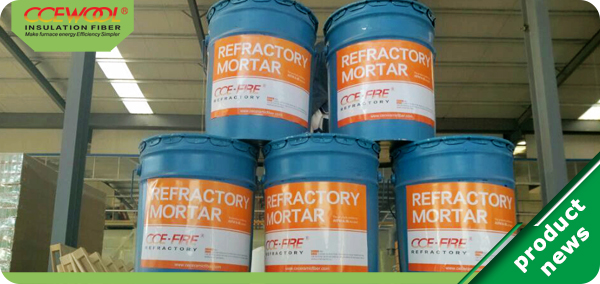 CCEWOOL®
INSULATION FIBER
Make furnace energy Efficiency Simpler
REFRACTORY
MORTAR
CCE-FIRE®
REFRACTORY
REFRACTORY
MORTAR
CCE-FIRE®
REFRACTORY
REFRACTORY
MORTAR
CCE-FIRE®
REFRACTORY
REFRACTORY
MORTAR
CCE-FIRE®
REFRACTORY
REFRACTORY
MORTAR
CCE-FIRE®
REFRACTORY
product
news